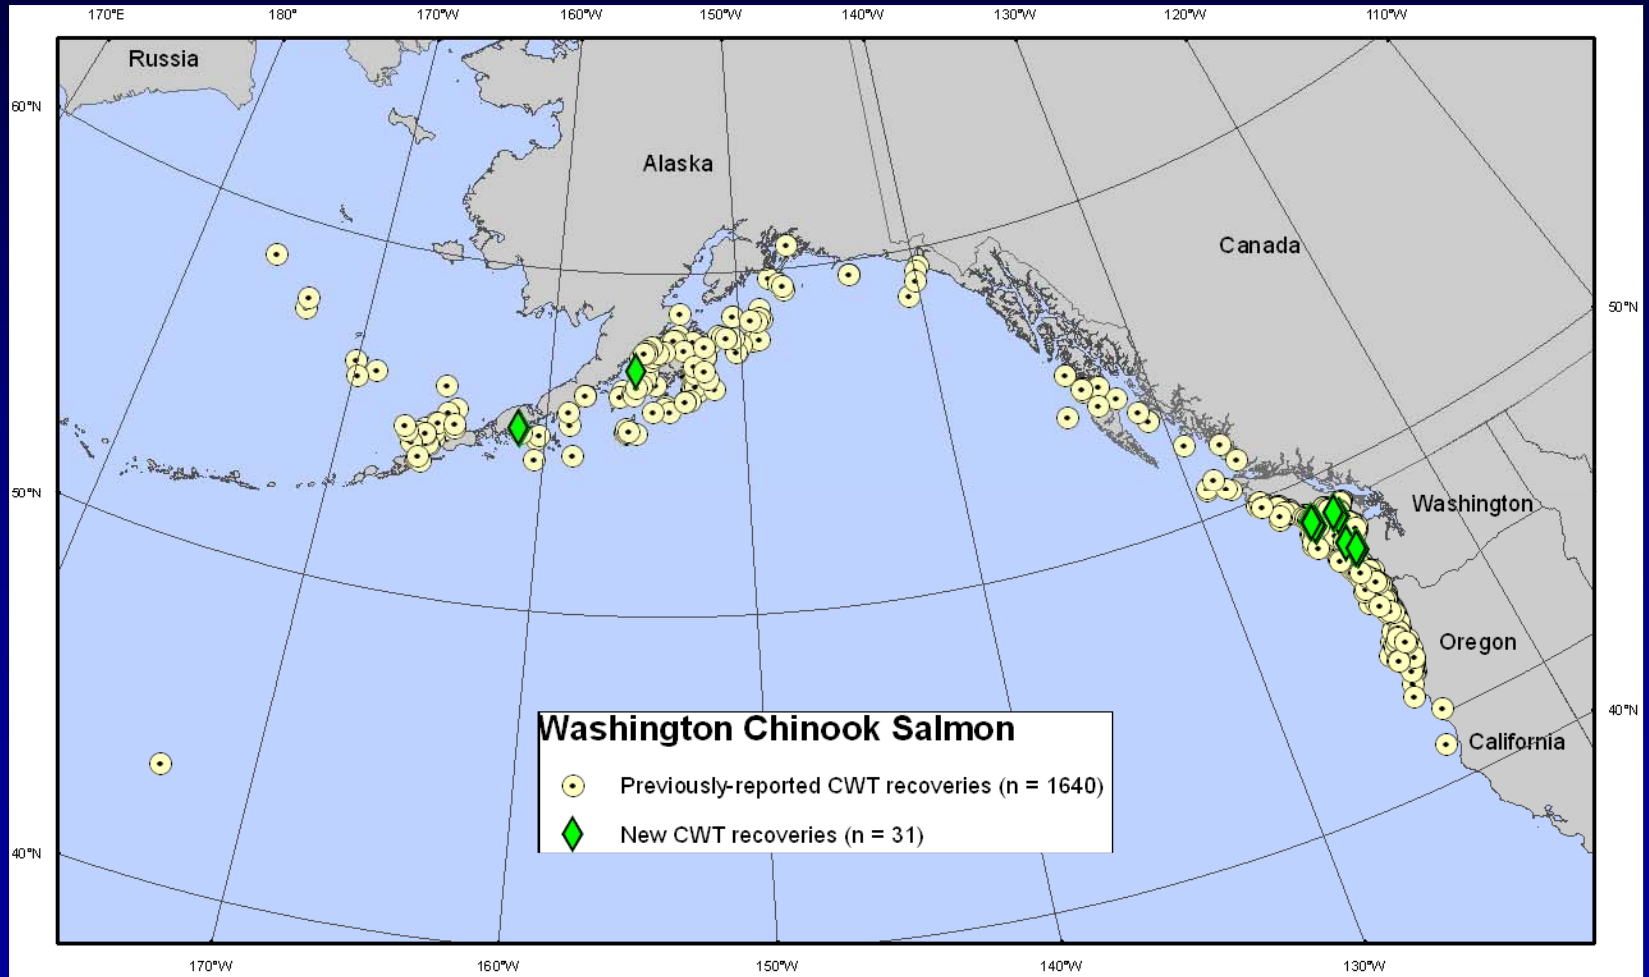 170°E 180° 170°W 160°W 150°W 140°W 130°W 120°W 110°W
Russia
60°N
Alaska
Canada
50°N
50°N
Washington
Oregon
40°N
Washington Chinook Salmon
California
Previously-reported CWT recoveries (n = 1640)
New CWT recoveries (n = 31)
40°N
170°W 160°W 150°W 140°W 130°W